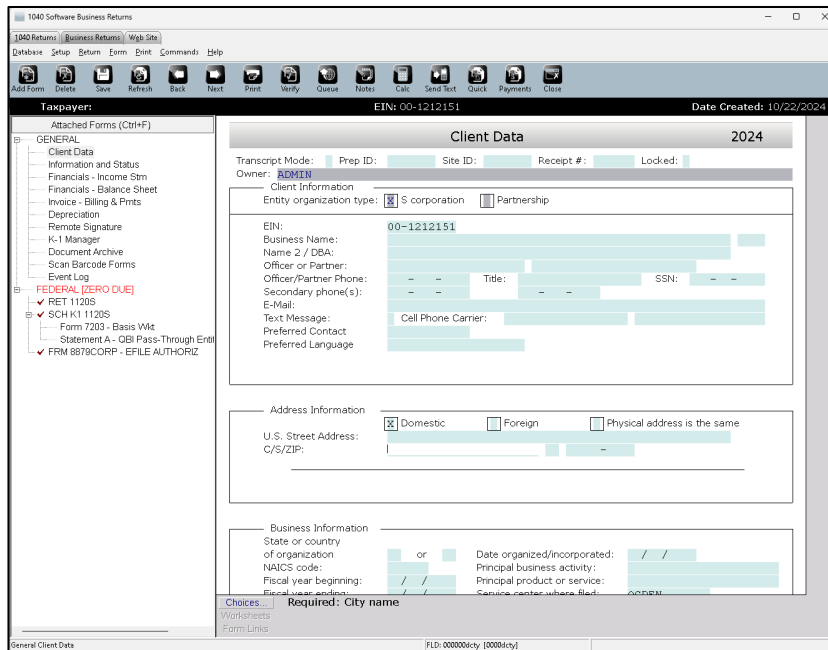 1040 Software Business Returns
1040 Returns Business Returns Web Site
Database Setup Return Form Print Commands Help
Add Form Delete Save Refresh Back Next Print Verify Queue Notes Calc Send Text Quick Payments Close
Taxpayer: EIN: 00-1212151 Date Created: 10/22/2024
Attached Forms (Ctrl+F)
GENERAL
Client Data
Information and Status
Financials - Income Stm
Financials - Balance Sheet
Invoice - Billing & Pmts
Depreciation
Remote Signature
K-1 Manager
Document Archive
Scan Barcode Forms
Event Log
FEDERAL [ZERO DUE]
RET 1120S
SCH K1 1120S
Form 7203 - Basis Wkt
Statement A - QBI Pass-Through Entit
FRM 8879CORP - EFILE AUTHORIZ
Client Data 2024
Transcript Mode: Prep ID: Site ID: Receipt #: Locked:
Owner: ADMIN
Client Information
Entity organization type: X S corporation Partnership
EIN: 00-1212151
Business Name:
Name 2 / DBA:
Officer or Partner:
Officer/Partner Phone: - - Title: SSN: - -
Secondary phone(s): - - - -
E-Mail:
Text Message: Cell Phone Carrier:
Preferred Contact
Preferred Language
Address Information
X Domestic Foreign Physical address is the same
U.S. Street Address:
C/S/ZIP: -
Business Information
State or country
of organization or Date organized/incorporated: / /
NAICS code: Principal business activity:
Fiscal year beginning: / / Principal product or service:
Fiscal year ending: / / Service center where filed: OGDEN
Choices... Required: City name
Worksheets
Form Links
General Client Data FLD: 000000dcty [0000dcty]